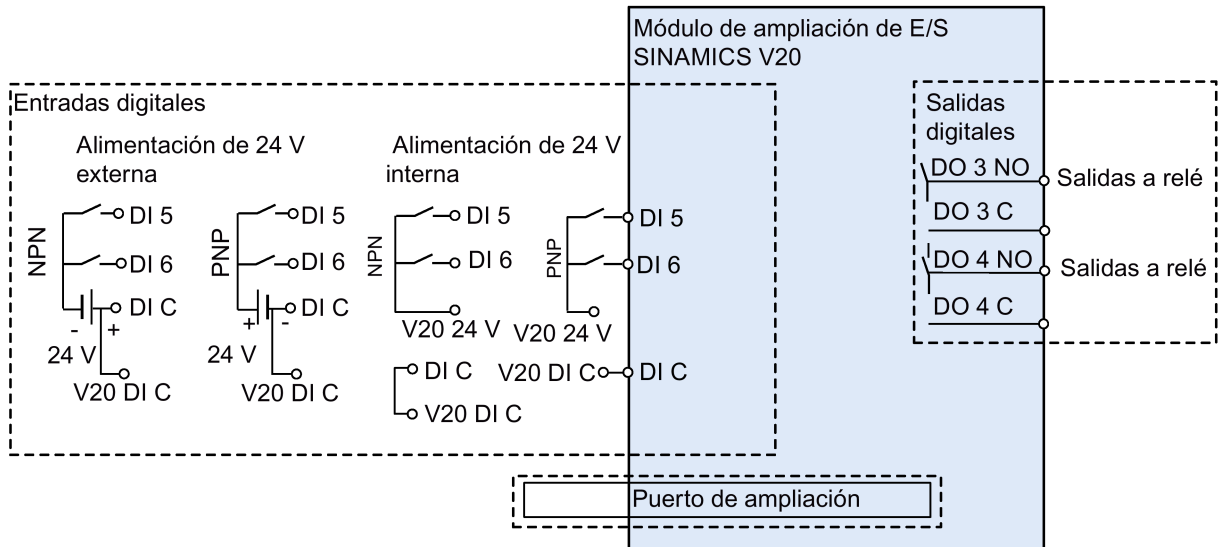 Módulo de ampliación de E/S
SINAMICS V20
Entradas digitales
Alimentación de 24 V
externa
NPN
DI 5
DI 6
DI C
- +
24 V
V20 DI C
PNP
DI 5
DI 6
DI C
+ -
24 V
V20 DI C
Alimentación de 24 V
interna
NPN
DI 5
DI 6
V20 24 V
DI C
V20 DI C
PNP
DI 5
DI 6
V20 24 V
V20 DI C
DI C
Salidas
digitales
DO 3 NO
Salidas a relé
DO 3 C
DO 4 NO
Salidas a relé
DO 4 C
Puerto de ampliación